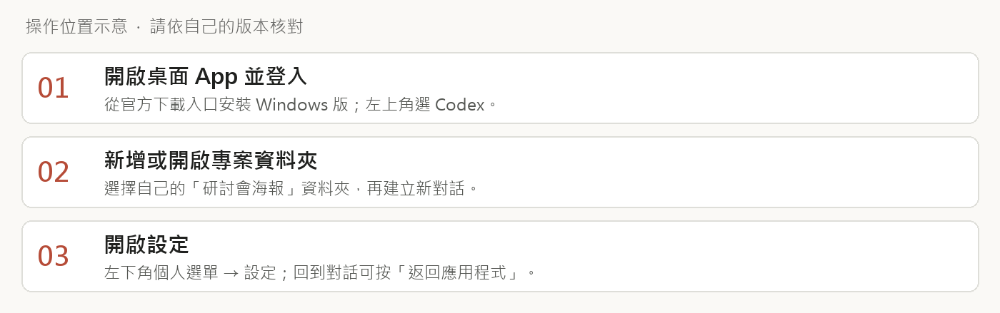 操作位置示意 · 請依自己的版本核對
01
開啟桌面 App 並登入
從官方下載入口安裝 Windows 版；左上角選 Codex。
02
新增或開啟專案資料夾
選擇自己的「研討會海報」資料夾，再建立新對話。
03
開啟設定
左下角個人選單 → 設定；回到對話可按「返回應用程式」。